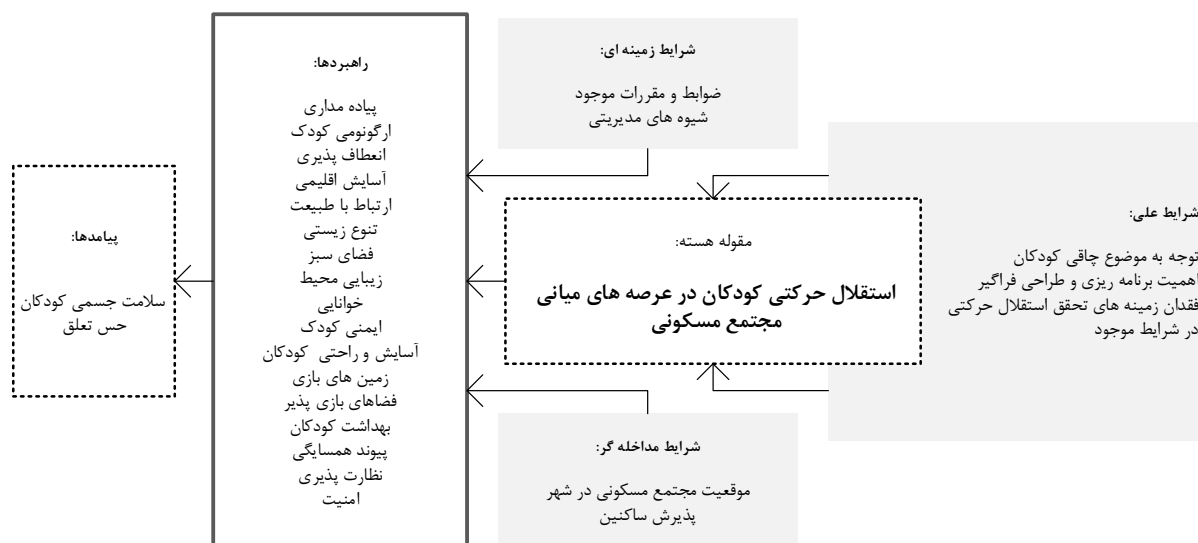 شرایط علی:
توجه به موضوع چاقی کودکان
اهمیت برنامه ریزی و طراحی فراگیر
فقدان زمینه های تحقق استقلال حرکتی
در شرایط موجود
شرایط زمینه ای:
ضوابط و مقررات موجود
شیوه های مدیریتی
مقوله هسته:
استقلال حرکتی کودکان در عرصه های میانی
مجتمع مسکونی
شرایط مداخله گر:
موقعیت مجتمع مسکونی در شهر
پذیرش ساکنین
راهبردها:
پیاده مداری
ارگونومی کودک
انعطاف پذیری
آسایش اقلیمی
ارتباط با طبیعت
تنوع زیستی
فضای سبز
زیبایی محیط
خوانایی
ایمنی کودک
آسایش و راحتی کودکان
زمین های بازی
فضاهای بازی پذیر
بهداشت کودکان
پیوند همسایگی
نظارت پذیری
امنیت
پیامدها:
سلامت جسمی کودکان
حس تعلق